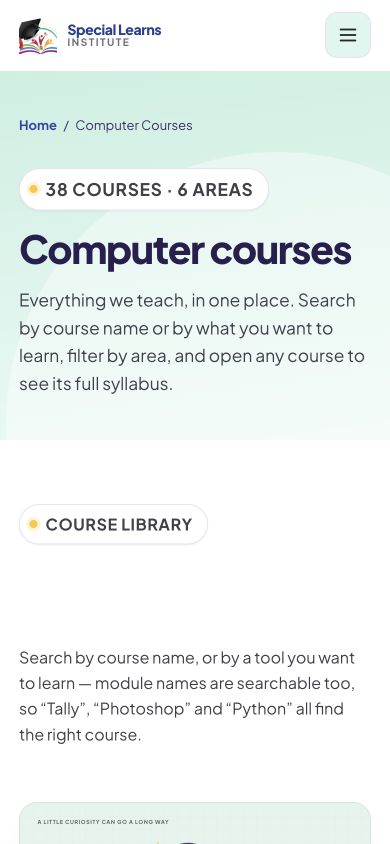 Special Learns
INSTITUTE
Home / Computer Courses
38 COURSES · 6 AREAS
Computer courses
Everything we teach, in one place. Search
by course name or by what you want to
learn, filter by area, and open any course to
see its full syllabus.
COURSE LIBRARY
Search by course name, or by a tool you want
to learn — module names are searchable too,
so “Tally”, “Photoshop” and “Python” all find
the right course.
A LITTLE CURIOSITY CAN GO A LONG WAY